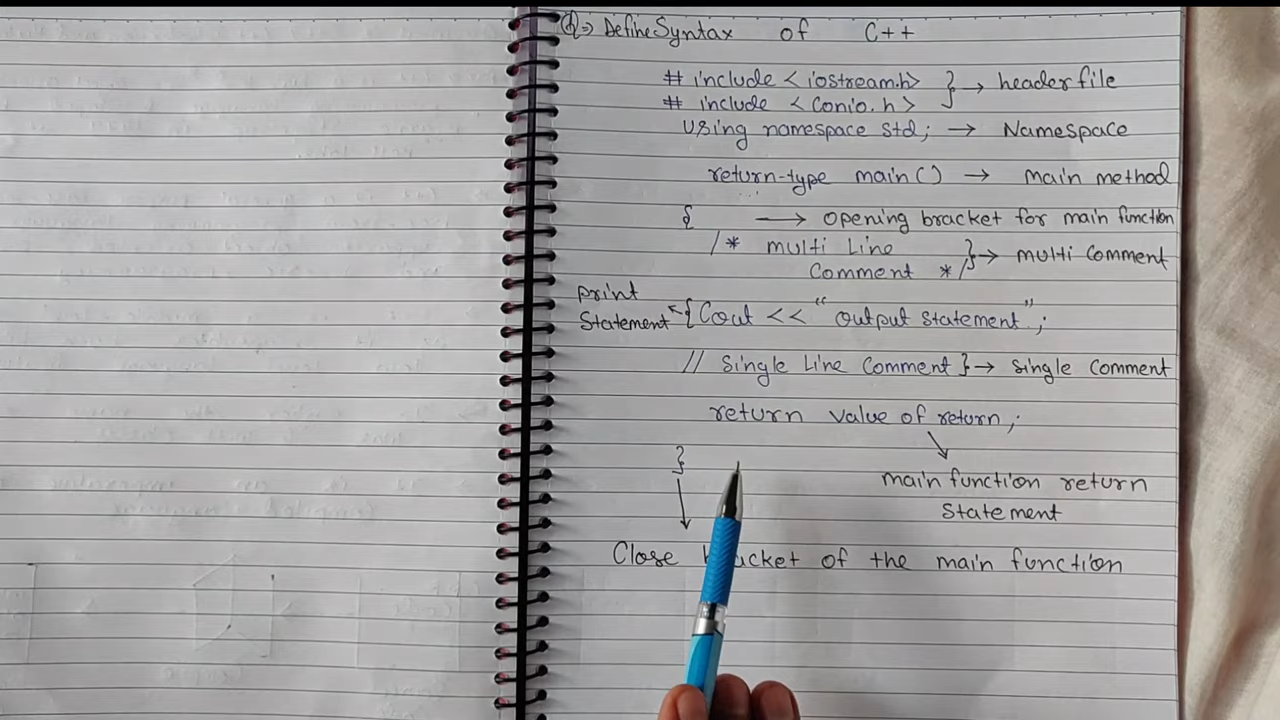 Q⇒ Define Syntax of C++
# include <iostream.h> } → header file
# include <Conio.h>
Using namespace std; → Namespace
return-type main() → main method
{ → opening bracket for main function
/* multi Line } → multi comment
Comment */
print
Statement ← { Cout << "output statement";
// Single Line Comment } → single comment
return value of return;
}
main function return
Statement
Close bracket of the main function